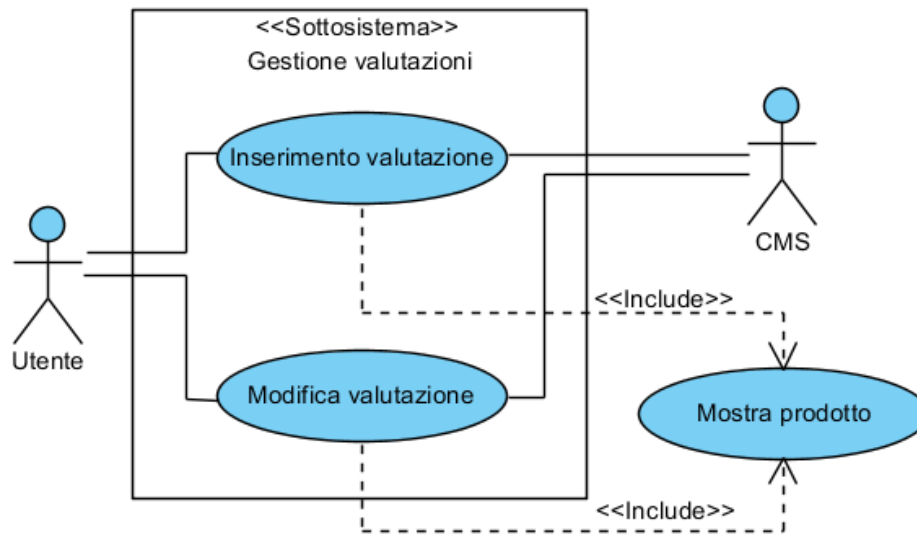 <<Sottosistema>>
Gestione valutazioni
Inserimento valutazione
CMS
<<Include>>
Utente
Modifica valutazione
Mostra prodotto
<<Include>>